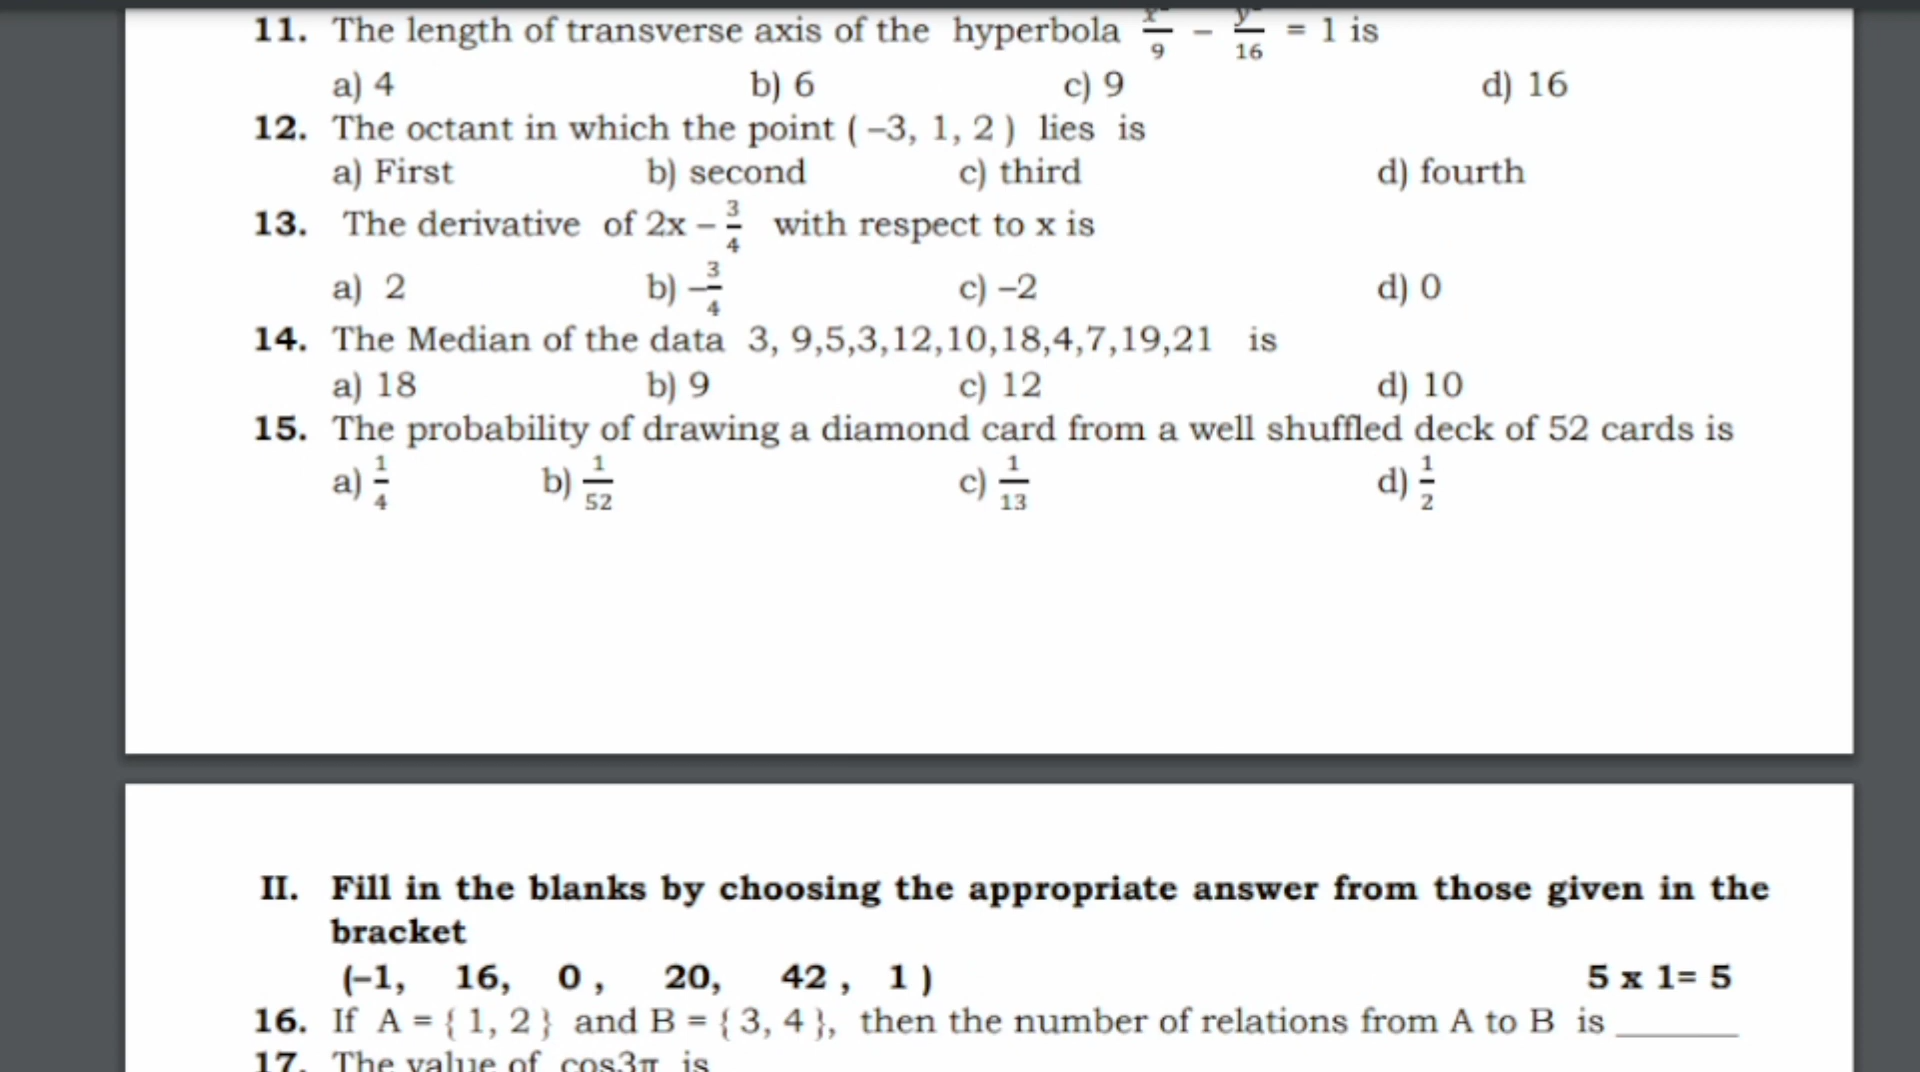 11. The length of transverse axis of the hyperbola x²/9 − y²/16 = 1 is
a) 4 b) 6 c) 9 d) 16
12. The octant in which the point ( −3, 1, 2 ) lies is
a) First b) second c) third d) fourth
13. The derivative of 2x − 3/4 with respect to x is
a) 2 b) −3/4 c) −2 d) 0
14. The Median of the data 3, 9,5,3,12,10,18,4,7,19,21 is
a) 18 b) 9 c) 12 d) 10
15. The probability of drawing a diamond card from a well shuffled deck of 52 cards is
a) 1/4 b) 1/52 c) 1/13 d) 1/2
II. Fill in the blanks by choosing the appropriate answer from those given in the
bracket
(−1, 16, 0 , 20, 42 , 1 ) 5 x 1= 5
16. If A = { 1, 2 } and B = { 3, 4 }, then the number of relations from A to B is ________
17. The value of cos3π is